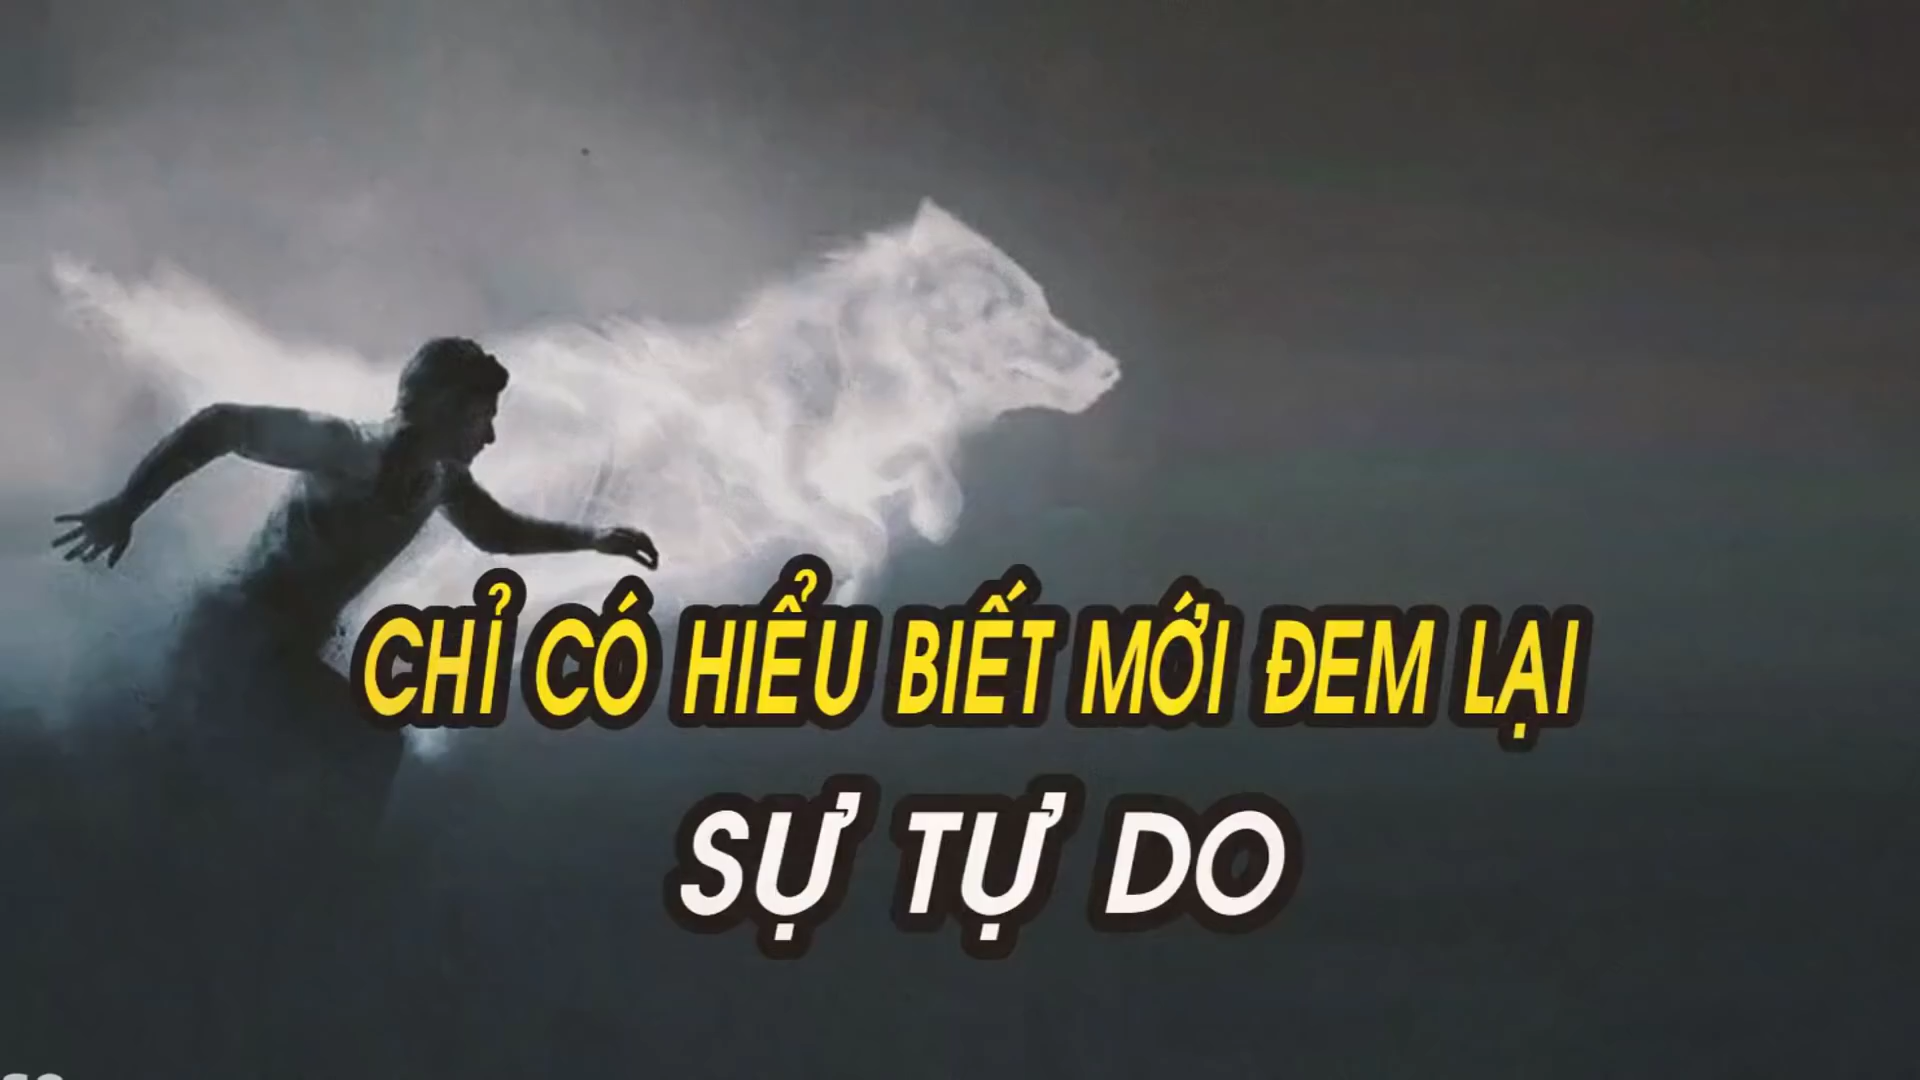 CHỈ CÓ HIỂU BIẾT MỚI ĐEM LẠI
SỰ TỰ DO